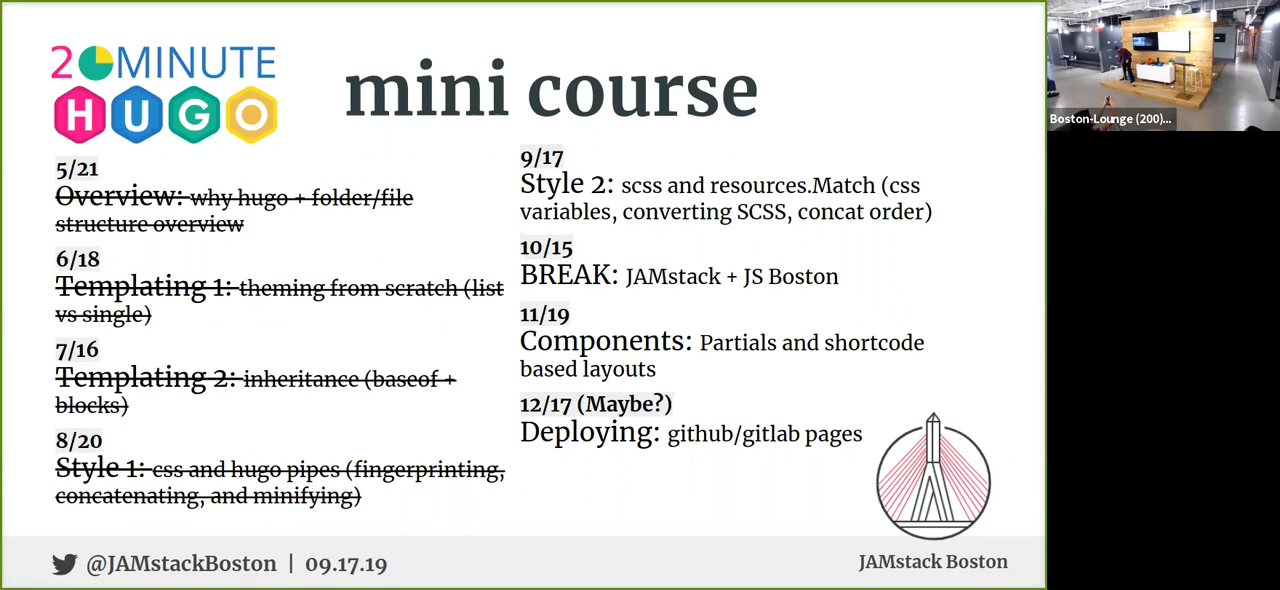 20 MINUTE
HUGO
mini course
5/21
Overview: why hugo + folder/file
structure overview
6/18
Templating 1: theming from scratch (list
vs single)
7/16
Templating 2: inheritance (baseof +
blocks)
8/20
Style 1: css and hugo pipes (fingerprinting,
concatenating, and minifying)
9/17
Style 2: scss and resources.Match (css
variables, converting SCSS, concat order)
10/15
BREAK: JAMstack + JS Boston
11/19
Components: Partials and shortcode
based layouts
12/17 (Maybe?)
Deploying: github/gitlab pages
@JAMstackBoston | 09.17.19
JAMstack Boston
Boston-Lounge (200)...